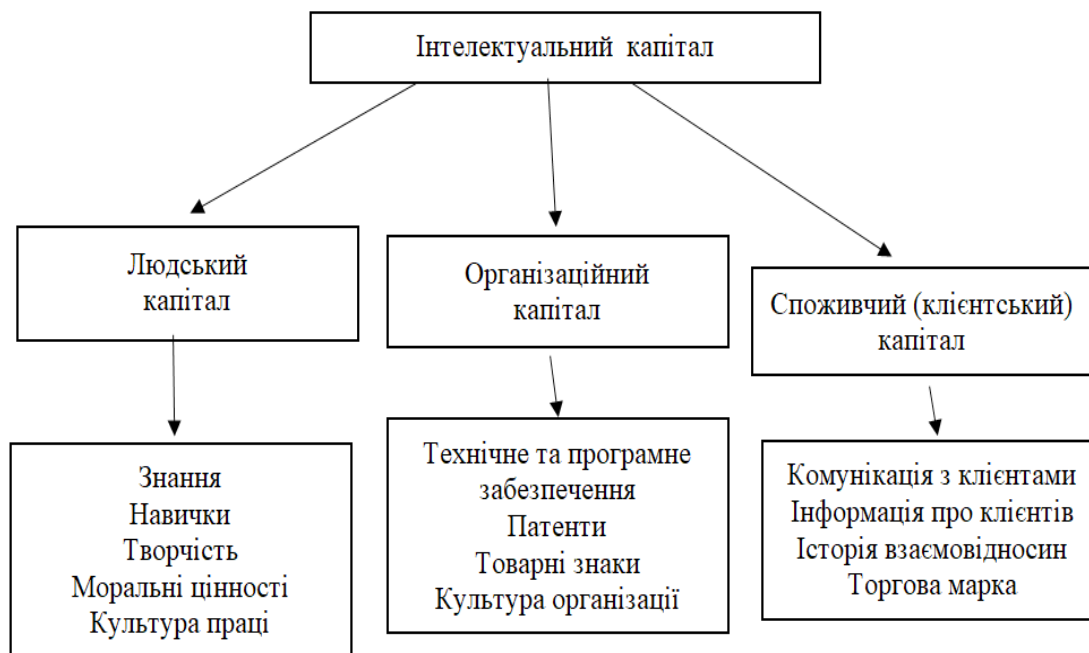 Інтелектуальний капітал
Людський
капітал
Організаційний
капітал
Споживчий (клієнтський)
капітал
Знання
Навички
Творчість
Моральні цінності
Культура праці
Технічне та програмне
забезпечення
Патенти
Товарні знаки
Культура організації
Комунікація з клієнтами
Інформація про клієнтів
Історія взаємовідносин
Торгова марка